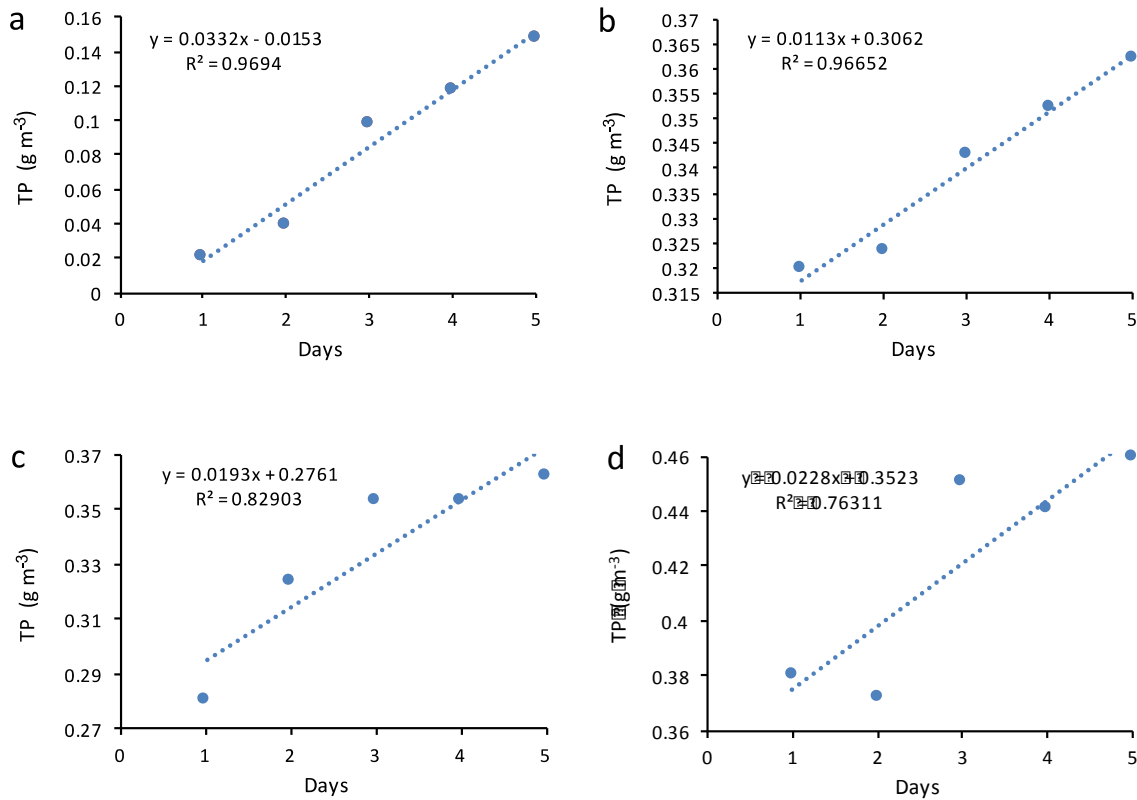 a
y = 0.0332x - 0.0153
R² = 0.9694
0.16
0.14
0.12
0.1
0.08
0.06
0.04
0.02
0
TP (g m-3)
0 1 2 3 4 5
Days
b
y = 0.0113x + 0.3062
R² = 0.96652
0.37
0.365
0.36
0.355
0.35
0.345
0.34
0.335
0.33
0.325
0.32
0.315
TP (g m-3)
0 1 2 3 4 5
Days
c
y = 0.0193x + 0.2761
R² = 0.82903
0.37
0.35
0.33
0.31
0.29
0.27
TP (g m-3)
0 1 2 3 4 5
Days
d
y = 0.0228x + 0.3523
R² = 0.76311
0.46
0.44
0.42
0.4
0.38
0.36
TP (g m-3)
0 1 2 3 4 5
Days